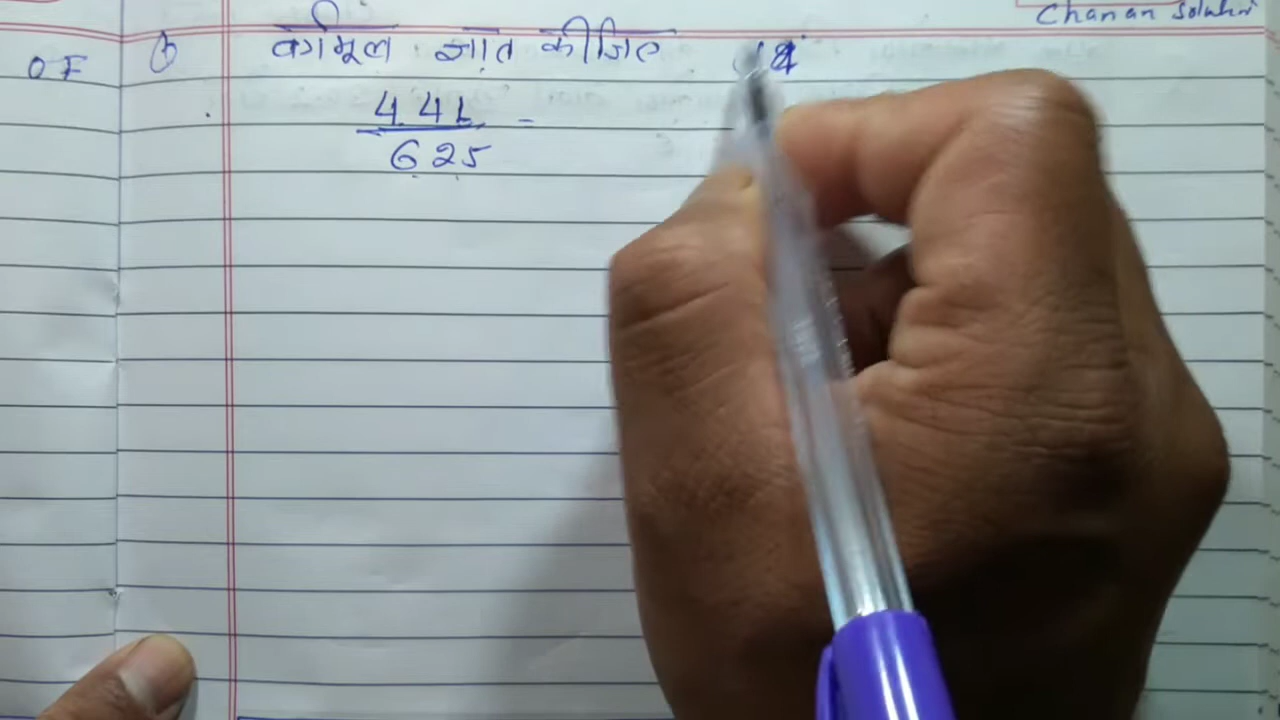 Chanan Solution
OF वर्गमूल ज्ञात कीजिए
441 =
625